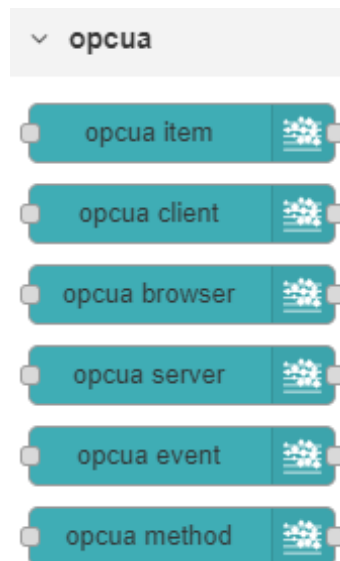 opcua
opcua item
opcua client
opcua browser
opcua server
opcua event
opcua method